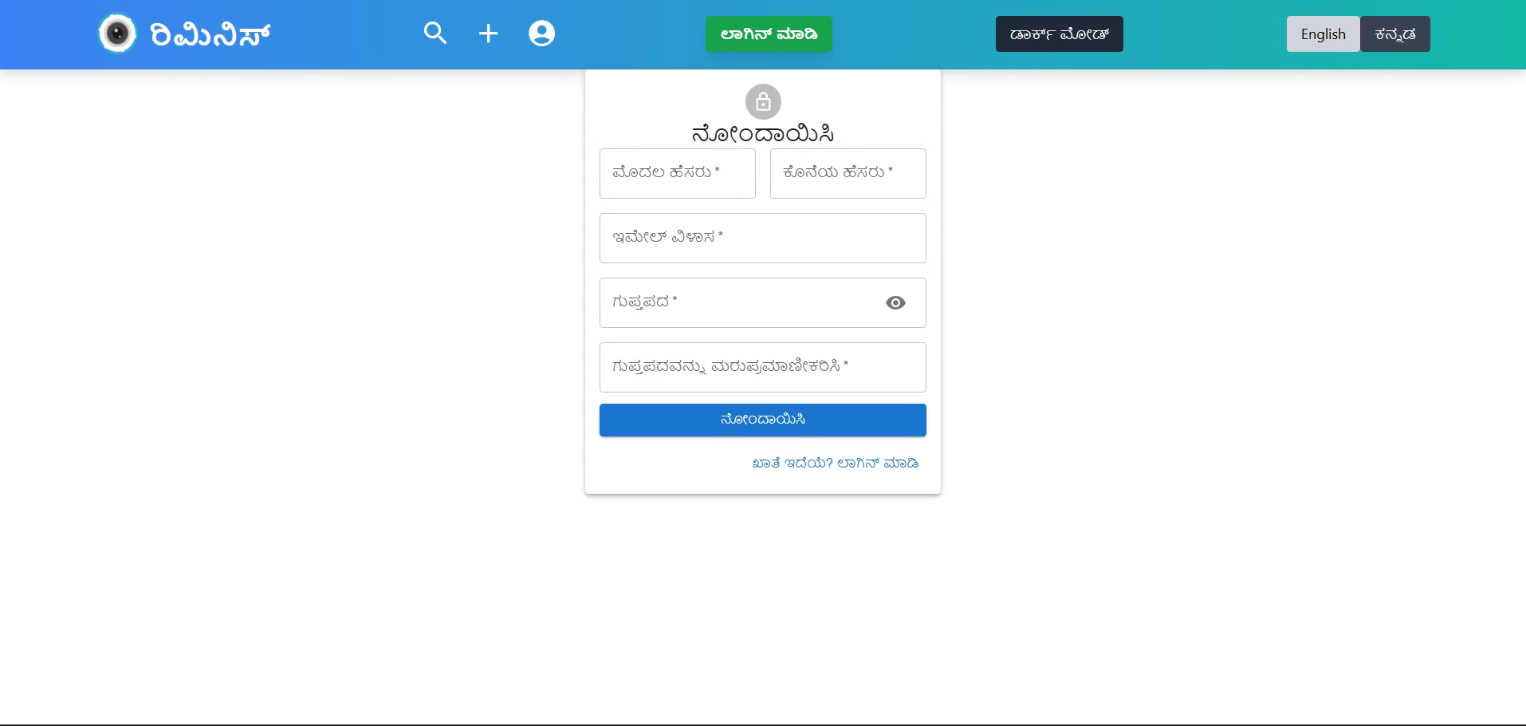 ರಿಮಿನಿಸ್ ಲಾಗಿನ್ ಮಾಡಿ ಡಾರ್ಕ್ ಮೋಡ್ English ಕನ್ನಡ
ನೋಂದಾಯಿಸಿ
ಮೊದಲ ಹೆಸರು * ಕೊನೆಯ ಹೆಸರು *
ಇಮೇಲ್ ವಿಳಾಸ *
ಗುಪ್ತಪದ *
ಗುಪ್ತಪದವನ್ನು ಮರುಪ್ರಮಾಣೀಕರಿಸಿ *
ನೋಂದಾಯಿಸಿ
ಖಾತೆ ಇದೆಯೆ? ಲಾಗಿನ್ ಮಾಡಿ